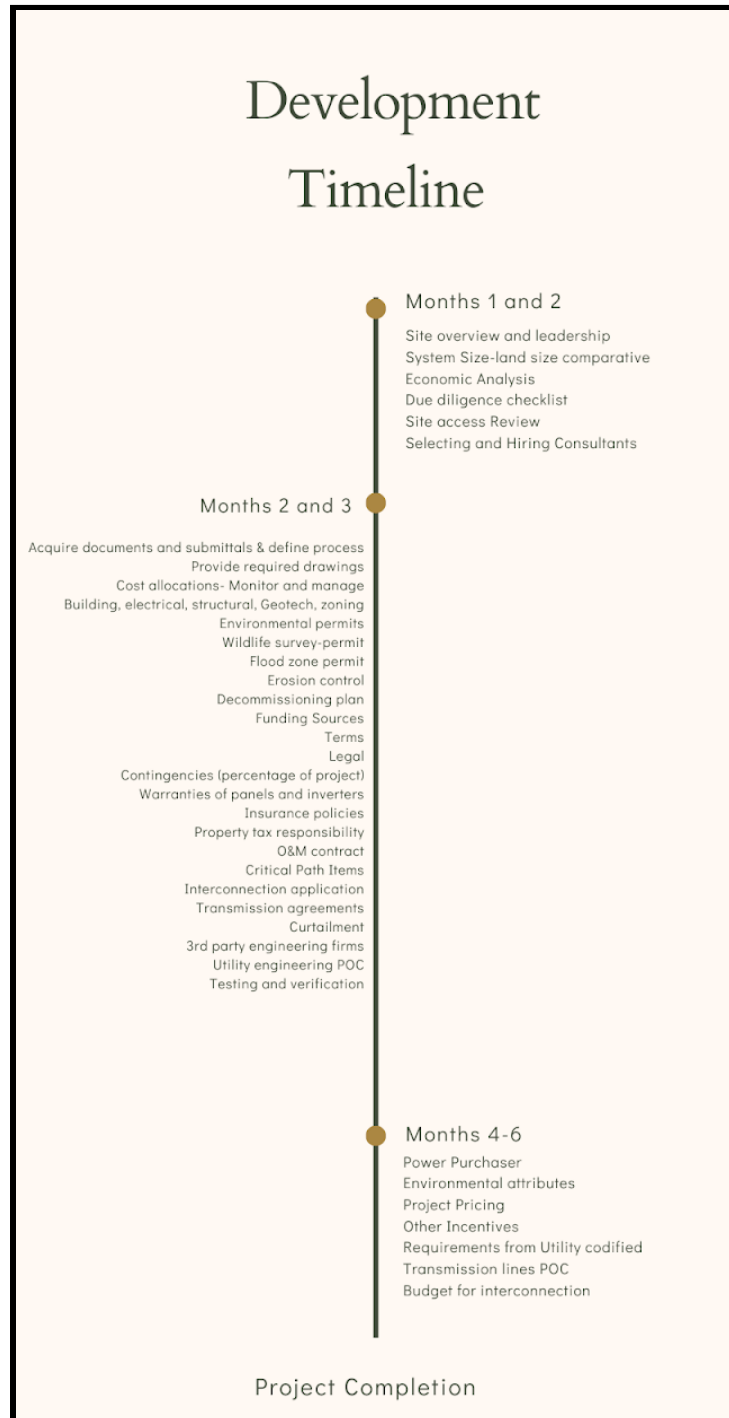 Development
Timeline
Months 1 and 2
Site overview and leadership
System Size-land size comparative
Economic Analysis
Due diligence checklist
Site access Review
Selecting and Hiring Consultants
Months 2 and 3
Acquire documents and submittals & define process
Provide required drawings
Cost allocations- Monitor and manage
Building, electrical, structural, Geotech, zoning
Environmental permits
Wildlife survey-permit
Flood zone permit
Erosion control
Decommissioning plan
Funding Sources
Terms
Legal
Contingencies (percentage of project)
Warranties of panels and inverters
Insurance policies
Property tax responsibility
O&M contract
Critical Path Items
Interconnection application
Transmission agreements
Curtailment
3rd party engineering firms
Utility engineering POC
Testing and verification
Months 4-6
Power Purchaser
Environmental attributes
Project Pricing
Other Incentives
Requirements from Utility codified
Transmission lines POC
Budget for interconnection
Project Completion